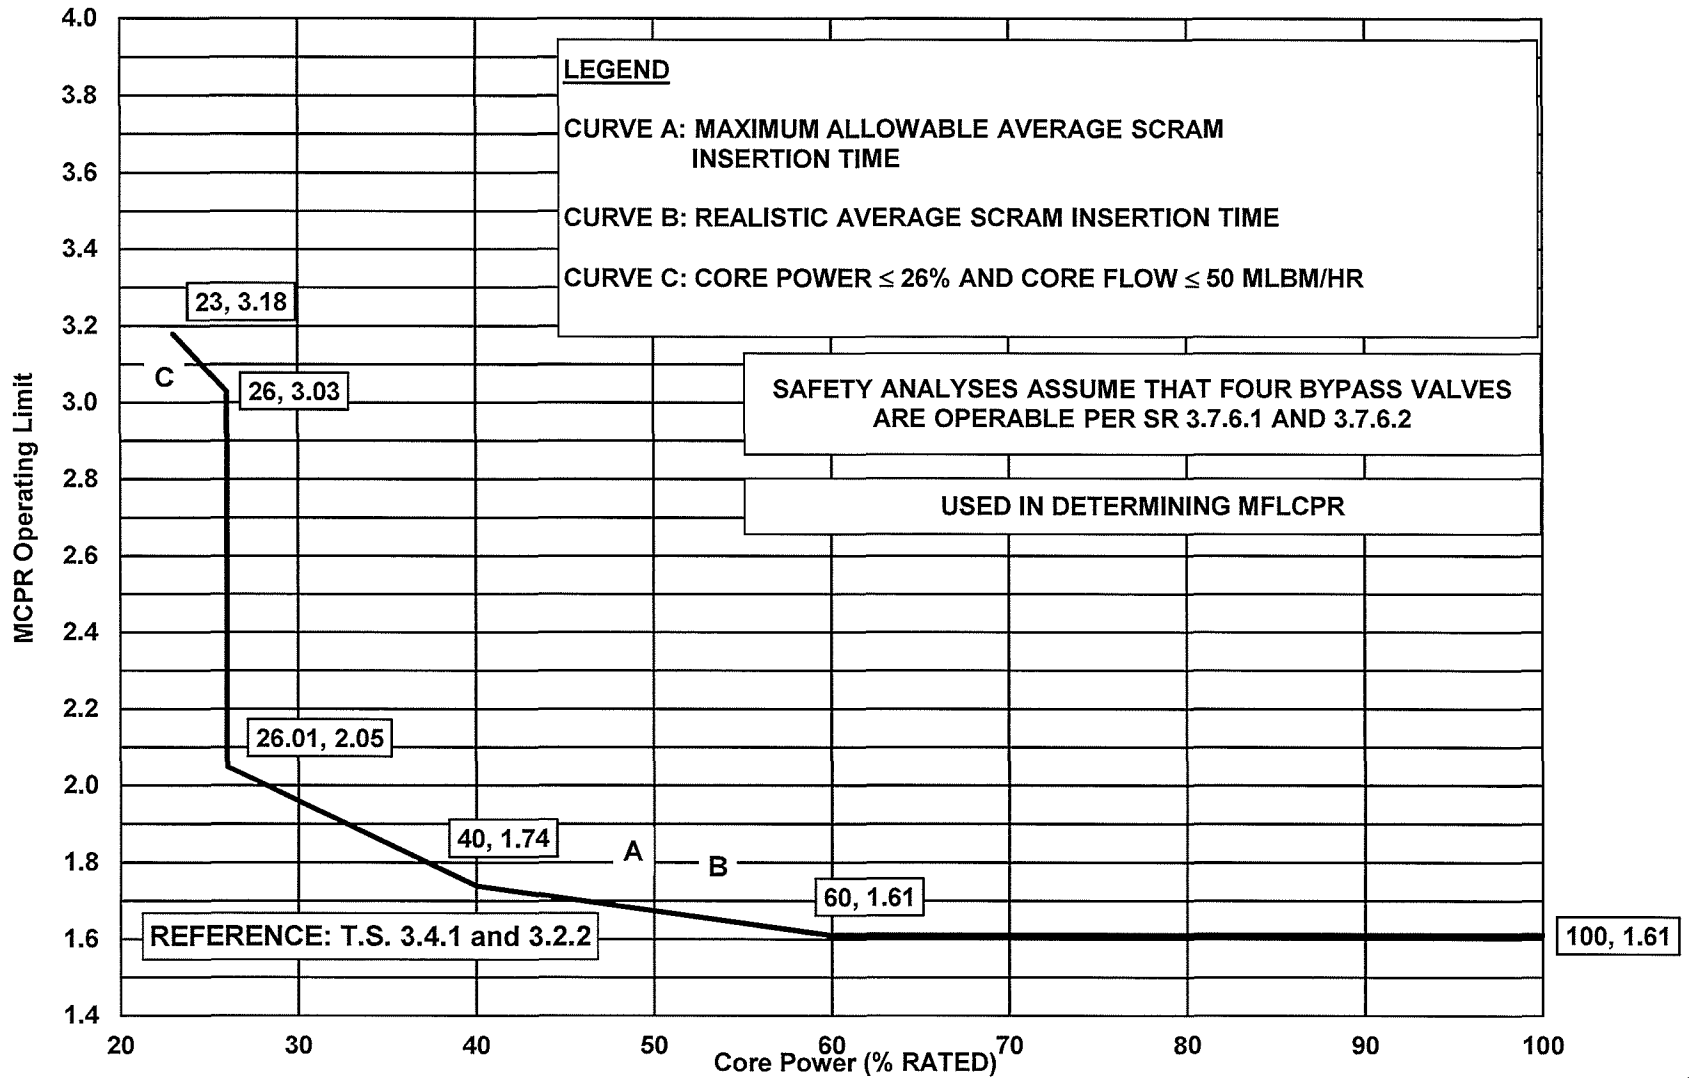 4.0
3.8
3.6
3.4
3.2
3.0
2.8
2.6
2.4
2.2
2.0
1.8
1.6
1.4
MCPR Operating Limit
LEGEND
CURVE A: MAXIMUM ALLOWABLE AVERAGE SCRAM
INSERTION TIME
CURVE B: REALISTIC AVERAGE SCRAM INSERTION TIME
CURVE C: CORE POWER ≤ 26% AND CORE FLOW ≤ 50 MLBM/HR
23, 3.18
C
26, 3.03
SAFETY ANALYSES ASSUME THAT FOUR BYPASS VALVES
ARE OPERABLE PER SR 3.7.6.1 AND 3.7.6.2
USED IN DETERMINING MFLCPR
26.01, 2.05
40, 1.74
A
B
60, 1.61
REFERENCE: T.S. 3.4.1 and 3.2.2
100, 1.61
20 30 40 50 60 70 80 90 100
Core Power (% RATED)